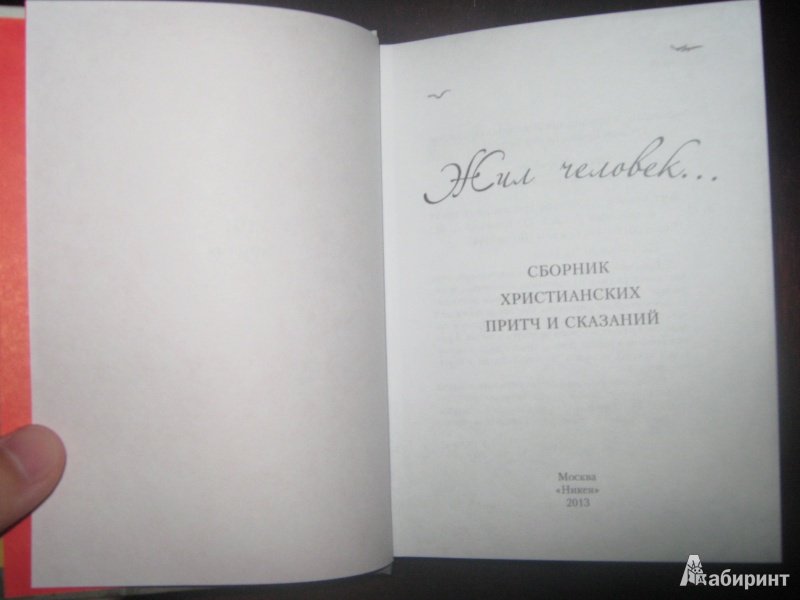 Жил человек...
СБОРНИК
ХРИСТИАНСКИХ
ПРИТЧ И СКАЗАНИЙ
Москва
«Никея»
2013
Лабиринт